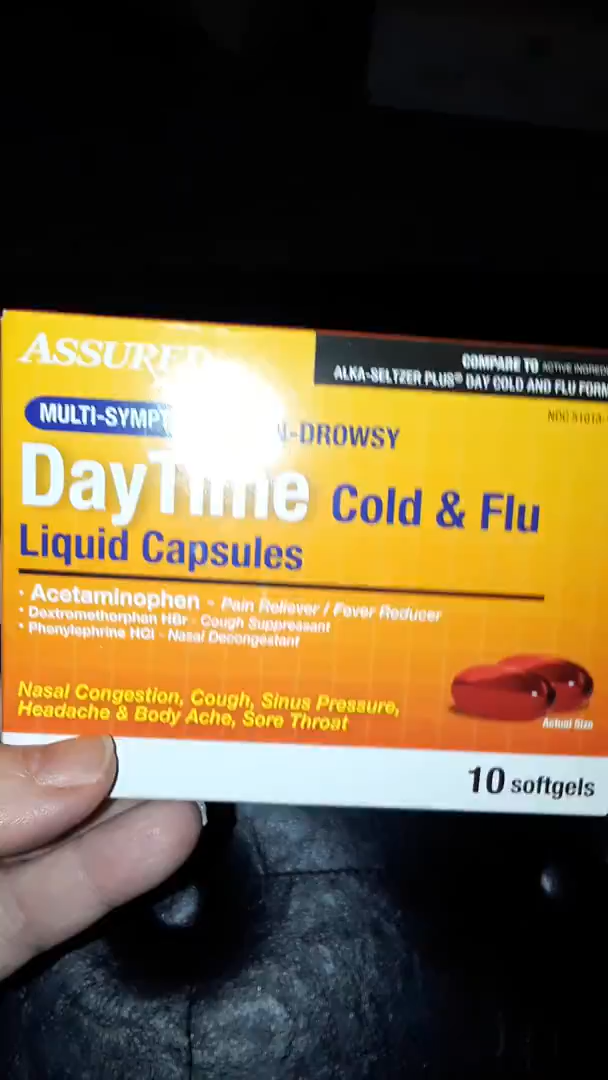 ASSURED
COMPARE TO ACTIVE
ALKA-SELTZER PLUS® DAY COLD AND FLU
MULTI-SYMPT
N-DROWSY
NDC
DayTime Cold & Flu
Liquid Capsules
• Acetaminophen - Pain Reliever / Fever Reducer
• Dextromethorphan HBr - Cough Suppressant
• Phenylephrine HCl - Nasal Decongestant
Nasal Congestion, Cough, Sinus Pressure,
Headache & Body Ache, Sore Throat
Actual Size
10 softgels